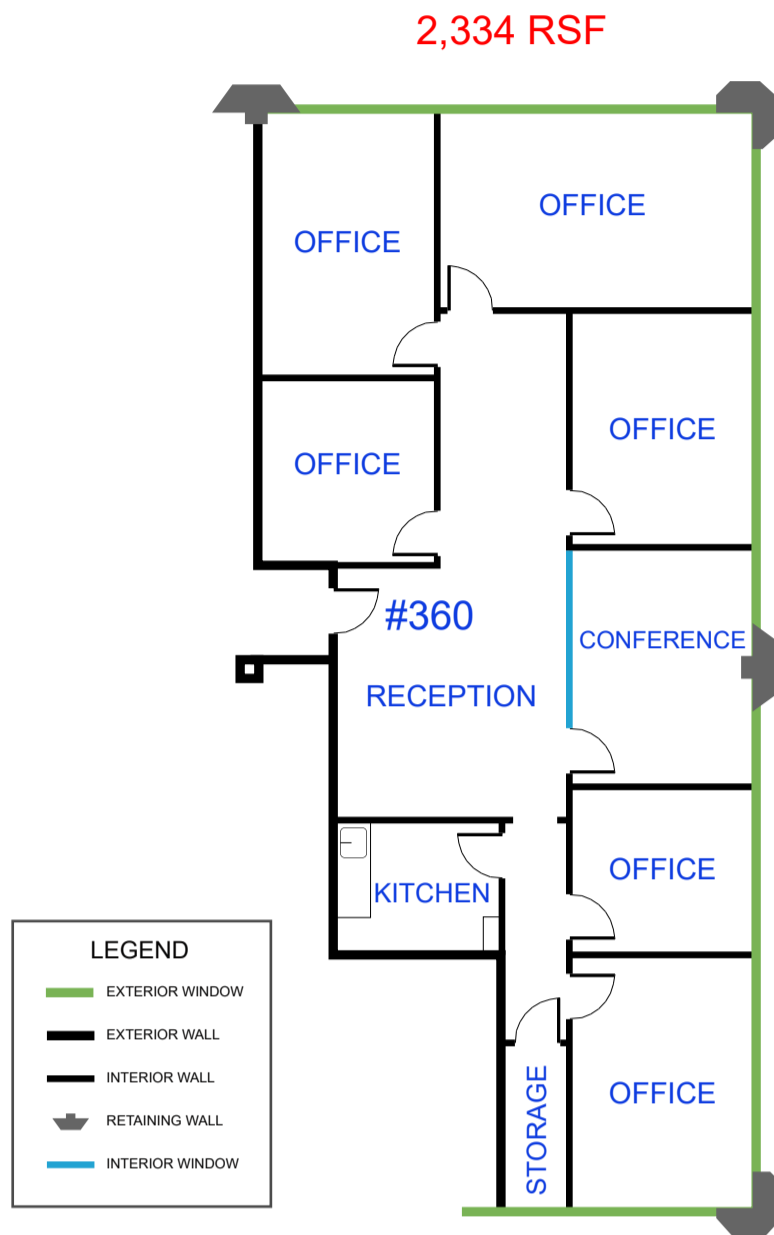 2,334 RSF
OFFICE
OFFICE
OFFICE
OFFICE
#360
CONFERENCE
RECEPTION
OFFICE
KITCHEN
OFFICE
STORAGE
LEGEND
EXTERIOR WINDOW
EXTERIOR WALL
INTERIOR WALL
RETAINING WALL
INTERIOR WINDOW